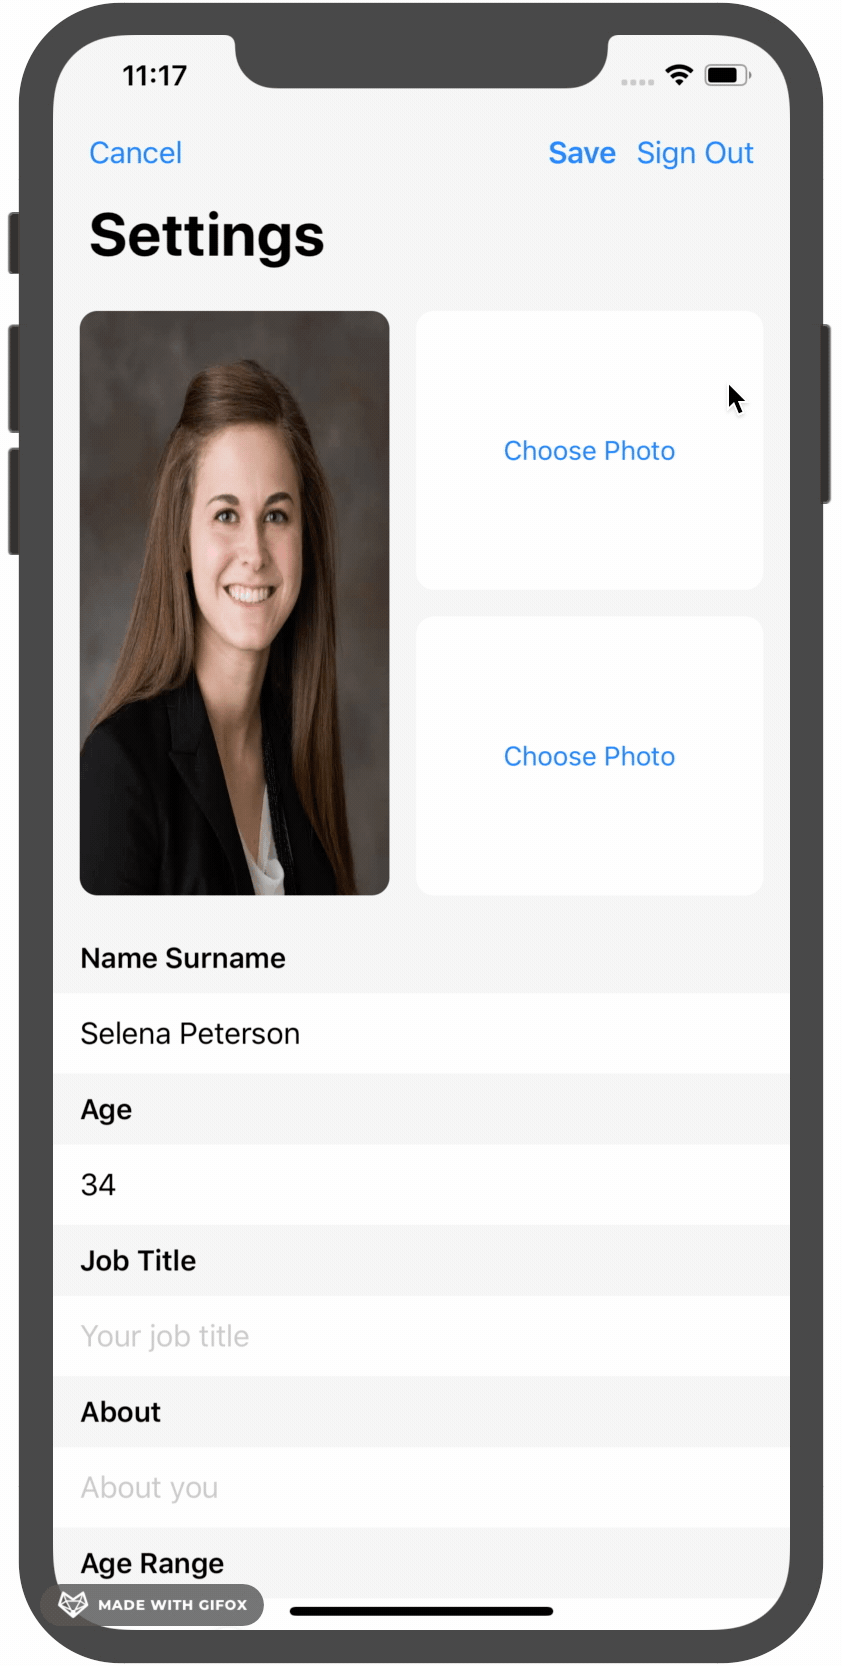 11:17
Cancel
Save Sign Out
Settings
Choose Photo
Choose Photo
Name Surname
Selena Peterson
Age
34
Job Title
Your job title
About
About you
Age Range
MADE WITH GIFOX